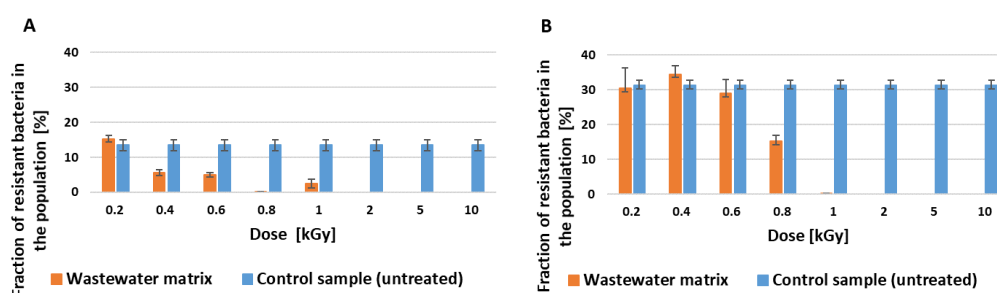 A
Fraction of resistant bacteria in
the population [%]
40
30
20
10
0
0.2 0.4 0.6 0.8 1 2 5 10
Dose [kGy]
Wastewater matrix Control sample (untreated)
B
Fraction of resistant bacteria in
the population [%]
40
30
20
10
0
0.2 0.4 0.6 0.8 1 2 5 10
Dose [kGy]
Wastewater matrix Control sample (untreated)